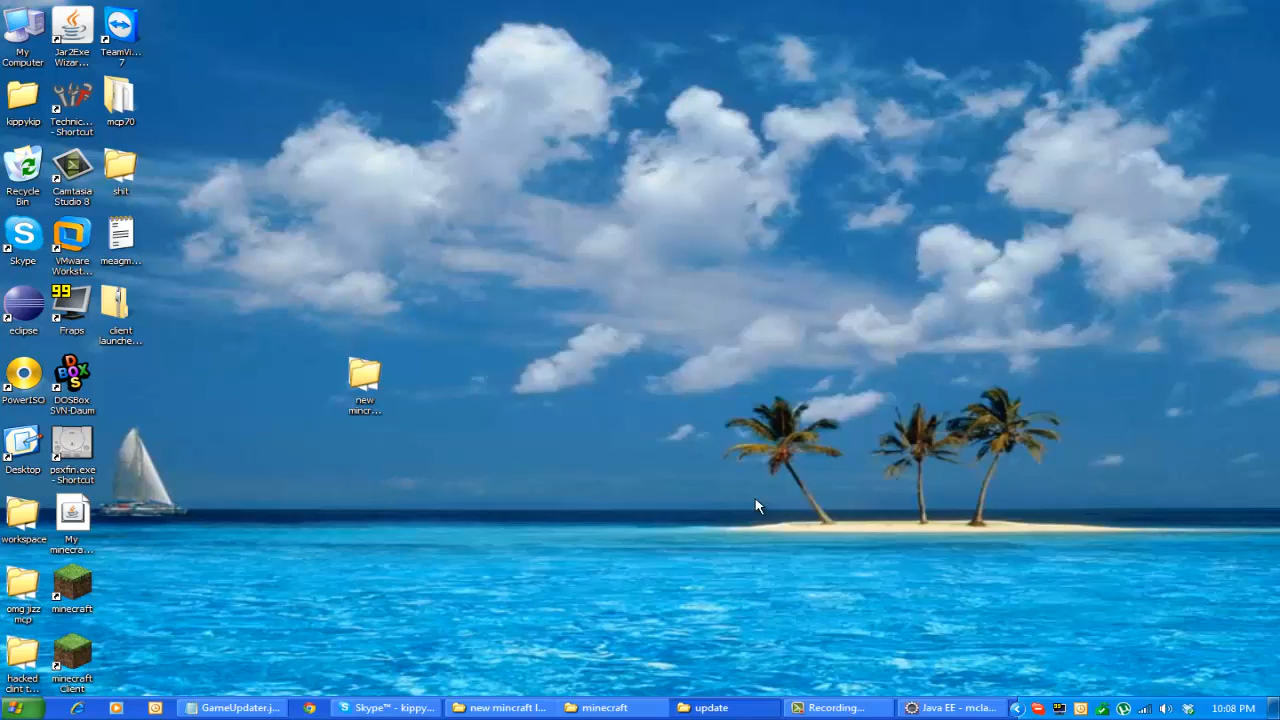 My
Computer
Jar2Exe
Wizar...
TeamVi...
7
kippykip
Technic...
- Shortcut
mcp70
Recycle
Bin
Camtasia
Studio 8
shit
Skype
VMware
Workst...
meagm...
eclipse
99
Fraps
client
launche...
PowerISO
DOSBox
SVN-Daum
new
mincr...
Desktop
psxfin.exe
- Shortcut
workspace
My
minecra...
omg jizz
mcp
minecraft
hacked
clint t...
minecraft
Client
GameUpdater.j...
Skype™ - kippy...
new mincraft l...
minecraft
update
Recording...
Java EE - mcla...
10:08 PM